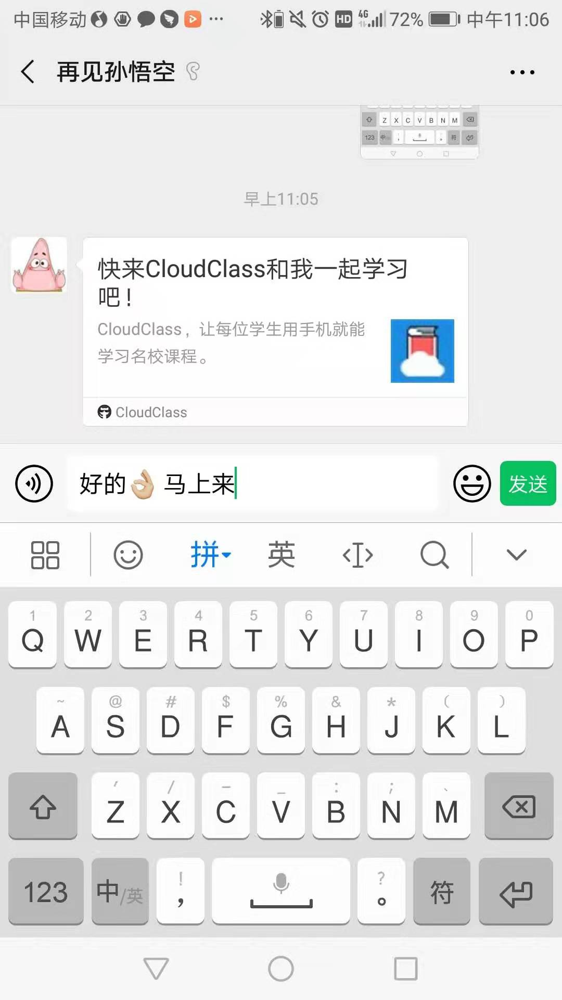 中国移动 HD 4G 72% 中午11:06
再见孙悟空
Z X C V B N M
123 中/英 , 。 符
早上11:05
快来CloudClass和我一起学习
吧！
CloudClass，让每位学生用手机就能
学习名校课程。
CloudClass
好的👌🏼 马上来 发送
拼 英
1 2 3 4 5 6 7 8 9 0
Q W E R T Y U I O P
~ @ # $ % & * ( )
A S D F G H J K L
' / - _ : ; 、
Z X C V B N M
! ?
123 中/英 , 。 符